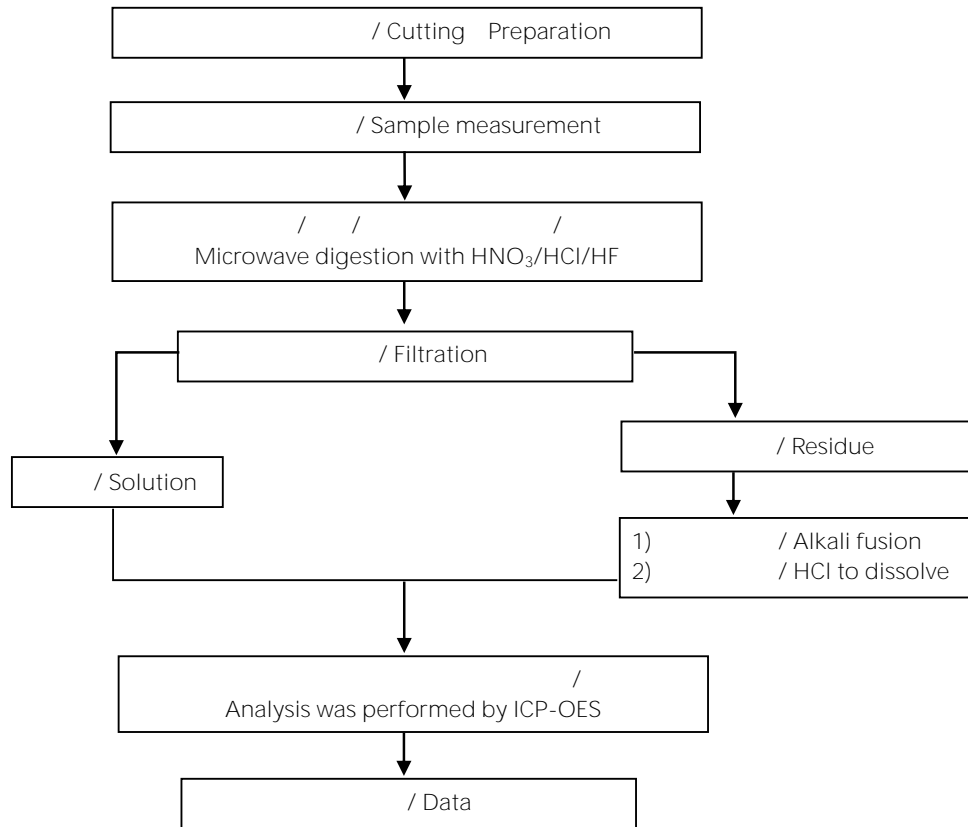 / Cutting Preparation
/ Sample measurement
/ / /
Microwave digestion with HNO₃/HCl/HF
/ Filtration
/ Residue
/ Solution
1) / Alkali fusion
2) / HCl to dissolve
/
Analysis was performed by ICP-OES
/ Data